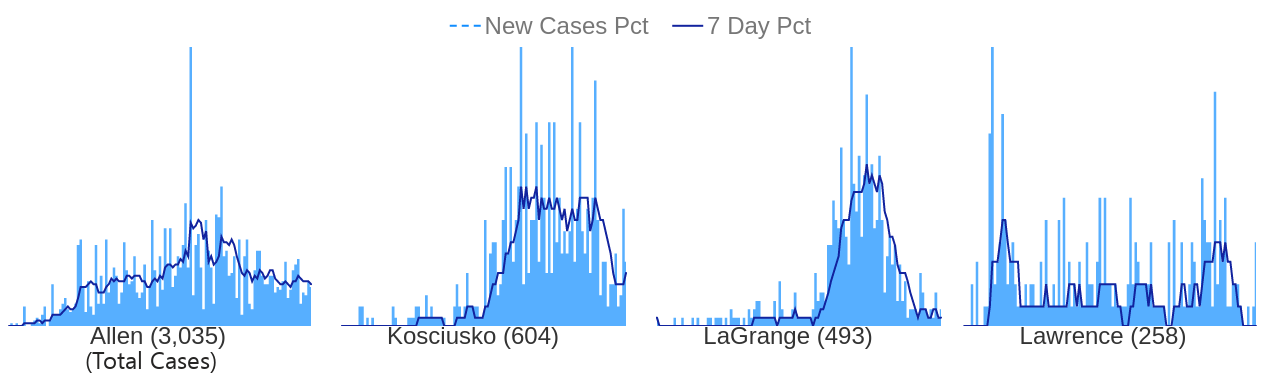 New Cases Pct 7 Day Pct
Allen (3,035) Kosciusko (604) LaGrange (493) Lawrence (258)
(Total Cases)